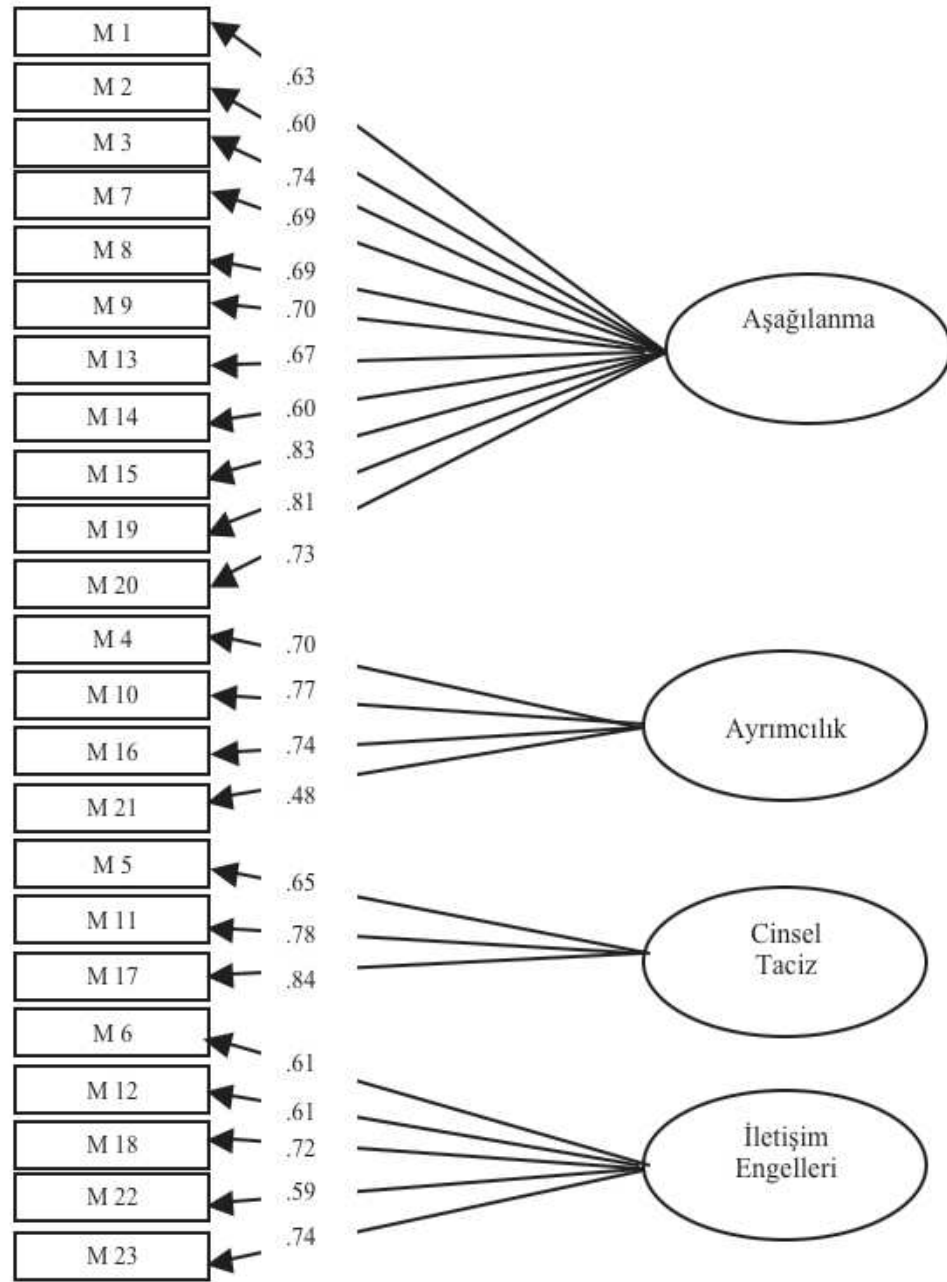 M 1
M 2
M 3
M 7
M 8
M 9
M 13
M 14
M 15
M 19
M 20
M 4
M 10
M 16
M 21
M 5
M 11
M 17
M 6
M 12
M 18
M 22
M 23
.63
.60
.74
.69
.69
.70
.67
.60
.83
.81
.73
.70
.77
.74
.48
.65
.78
.84
.61
.61
.72
.59
.74
Aşağılanma
Ayrımcılık
Cinsel
Taciz
İletişim
Engelleri